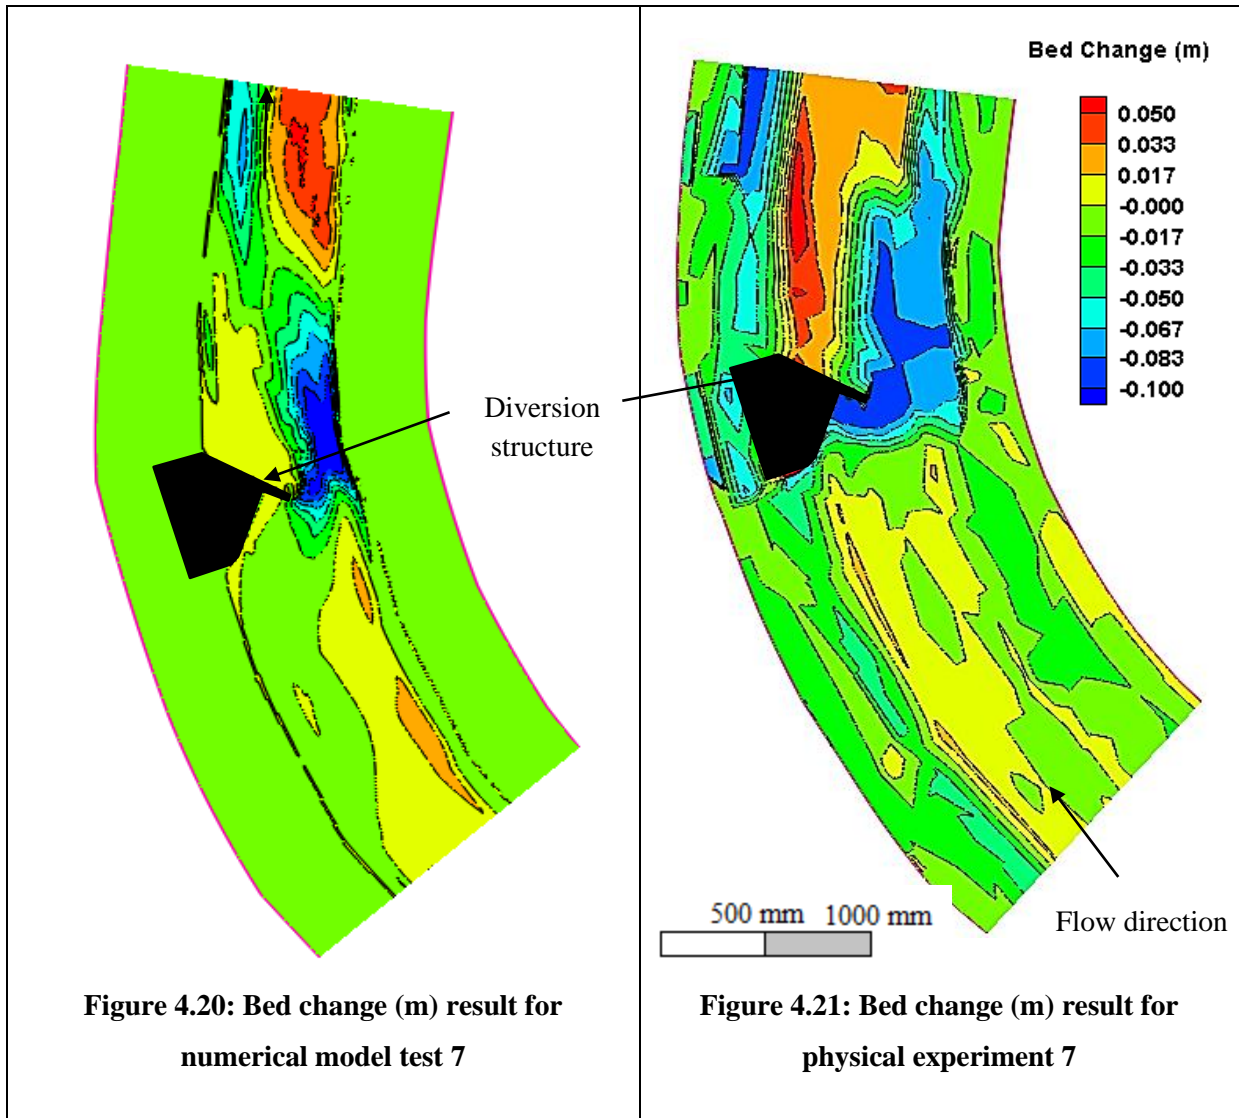 Bed Change (m)
0.050
0.033
0.017
-0.000
-0.017
-0.033
-0.050
-0.067
-0.083
-0.100
Diversion
structure
500 mm 1000 mm
Flow direction
Figure 4.20: Bed change (m) result for
numerical model test 7
Figure 4.21: Bed change (m) result for
physical experiment 7